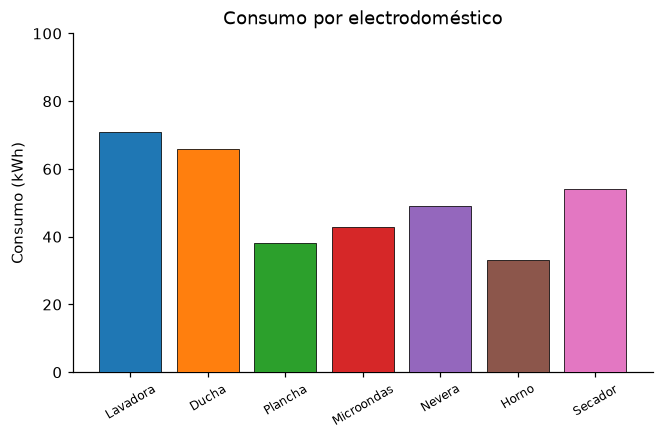 Consumo por electrodoméstico
Consumo (kWh)
100
80
60
40
20
0
Lavadora
Ducha
Plancha
Microondas
Nevera
Horno
Secador